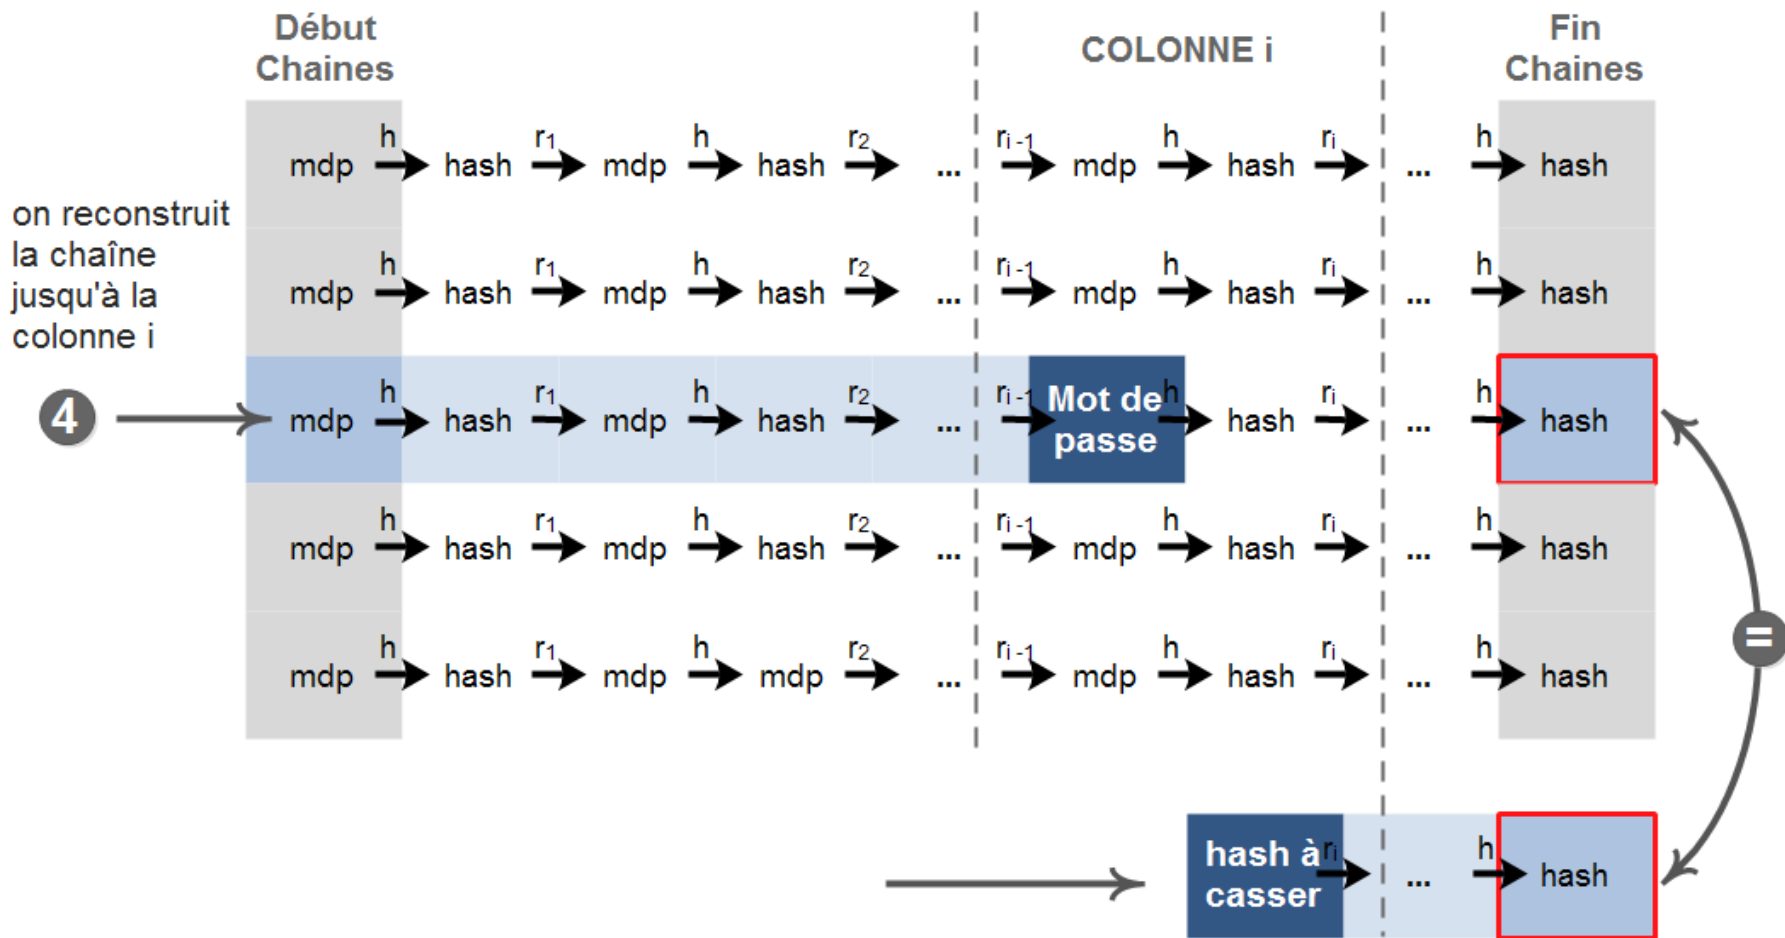 Début Chaines
COLONNE i
Fin Chaines
h r1 h r2 ri-1 h ri h
mdp hash mdp hash ... mdp hash ... hash
on reconstruit
la chaîne
jusqu'à la
colonne i
h r1 h r2 ri-1 h ri h
mdp hash mdp hash ... mdp hash ... hash
4
h r1 h r2 ri-1 h ri h
mdp hash mdp hash ... Mot de passe hash ... hash
h r1 h r2 ri-1 h ri h
mdp hash mdp hash ... mdp hash ... hash
=
h r1 h r2 ri-1 h ri h
mdp hash mdp mdp ... mdp hash ... hash
hash à casser ri ... h hash